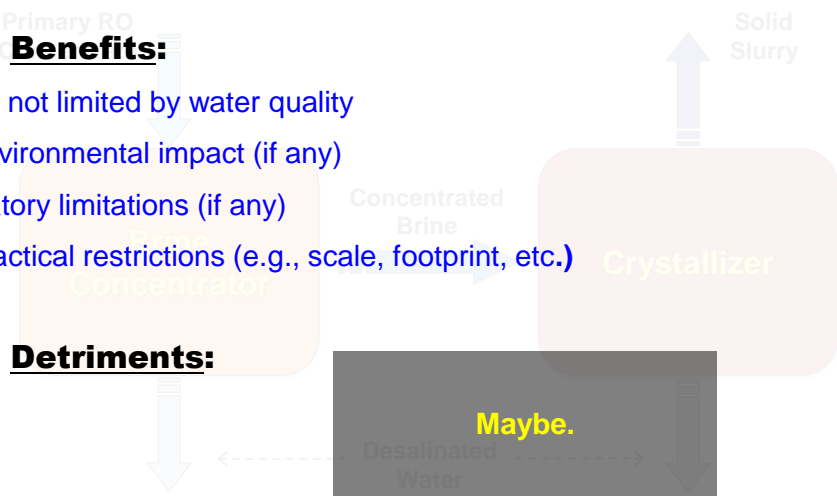 Primary RO
Solid
Slurry
Benefits:
not limited by water quality
vironmental impact (if any)
Concentrated
Brine
tory limitations (if any)
Brine
Concentrator
actical restrictions (e.g., scale, footprint, etc.)
Crystallizer
Detriments:
Maybe.
Desalinated
Water